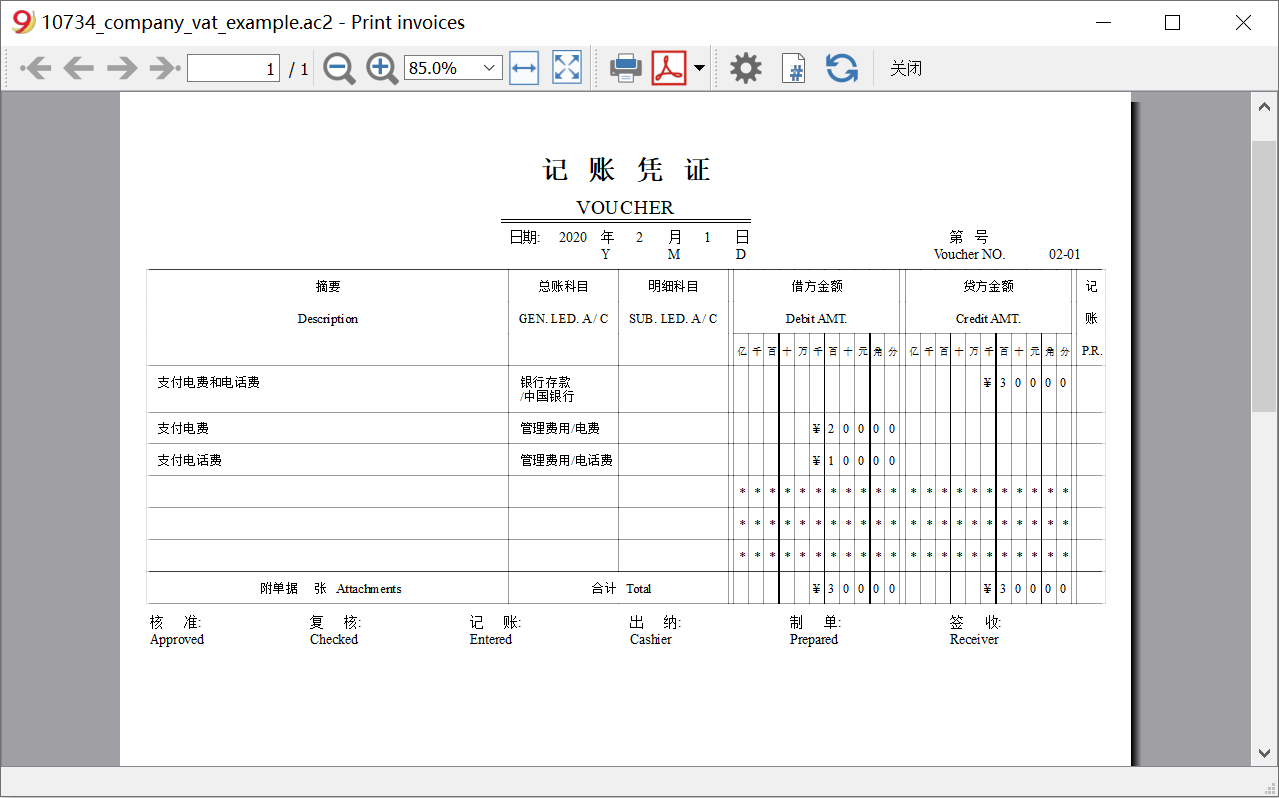 10734_company_vat_example.ac2 - Print invoices
1 / 1 85.0% 关闭
记 账 凭 证
VOUCHER
日期: 2020 年 2 月 1 日 第 号
Y M D Voucher NO. 02-01
摘要 总账科目 明细科目 借方金额 贷方金额 记
Description GEN. LED. A / C SUB. LED. A / C Debit AMT. Credit AMT. 账
亿 千 百 十 万 千 百 十 元 角 分 亿 千 百 十 万 千 百 十 元 角 分 P.R.
支付电费和电话费 银行存款 ¥ 3 0 0 0 0
/中国银行
支付电费 管理费用/电费 ¥ 2 0 0 0 0
支付电话费 管理费用/电话费 ¥ 1 0 0 0 0
* * * * * * * * * * * * * * * * * * * * * *
* * * * * * * * * * * * * * * * * * * * * *
* * * * * * * * * * * * * * * * * * * * * *
附单据 张 Attachments 合计 Total ¥ 3 0 0 0 0 ¥ 3 0 0 0 0
核 准: 复 核: 记 账: 出 纳: 制 单: 签 收:
Approved Checked Entered Cashier Prepared Receiver